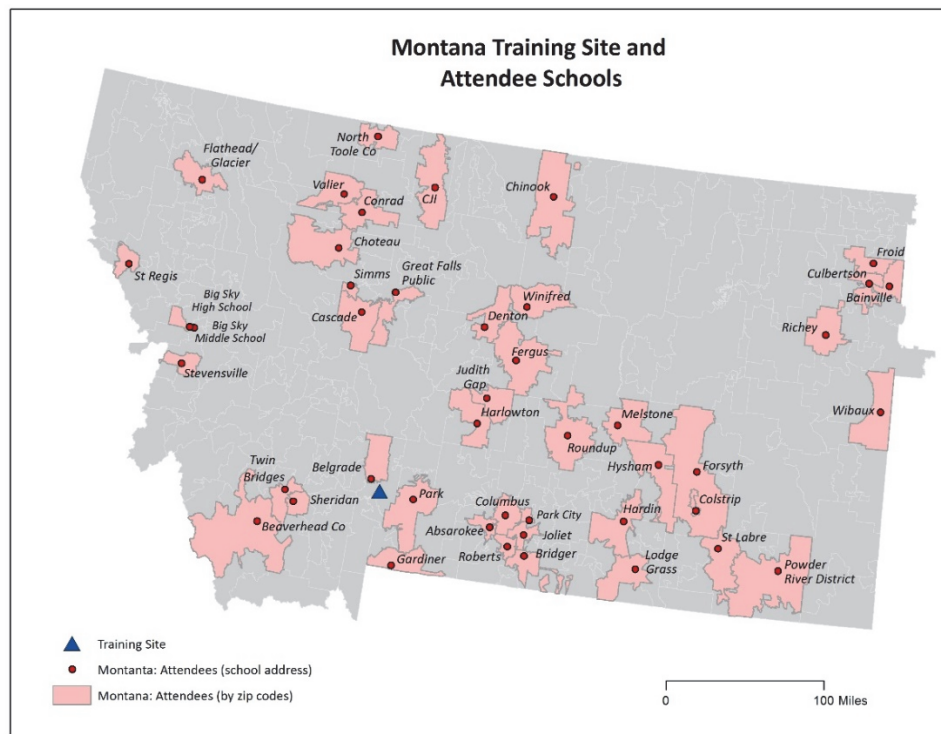 Montana Training Site and
Attendee Schools
North
Toole Co
Flathead/
Glacier
Valier
Conrad
CJI
Chinook
Choteau
St Regis
Simms
Great Falls
Public
Froid
Culbertson
Bainville
Big Sky
High School
Big Sky
Middle School
Cascade
Winifred
Denton
Richey
Stevensville
Fergus
Judith
Gap
Harlowton
Melstone
Wibaux
Roundup
Twin
Bridges
Belgrade
Hysham
Forsyth
Sheridan
Park
Columbus
Park City
Hardin
Colstrip
Beaverhead Co
Absarokee
Joliet
St Labre
Roberts
Bridger
Gardiner
Lodge
Grass
Powder
River District
Training Site
Montanta: Attendees (school address)
Montana: Attendees (by zip codes)
0
100 Miles